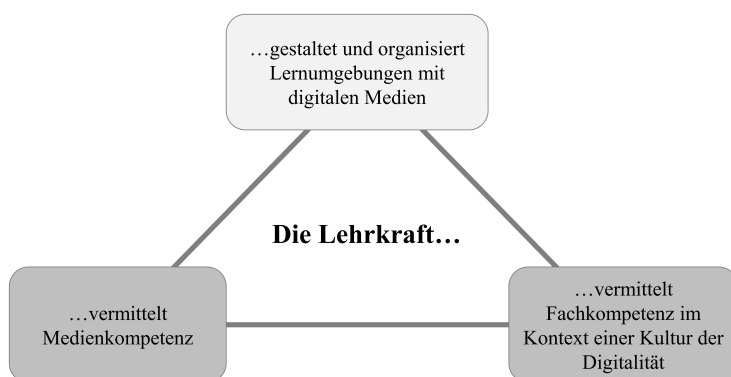 …gestaltet und organisiert
Lernumgebungen mit
digitalen Medien
Die Lehrkraft…
…vermittelt
Medienkompetenz
…vermittelt
Fachkompetenz im
Kontext einer Kultur der
Digitalität